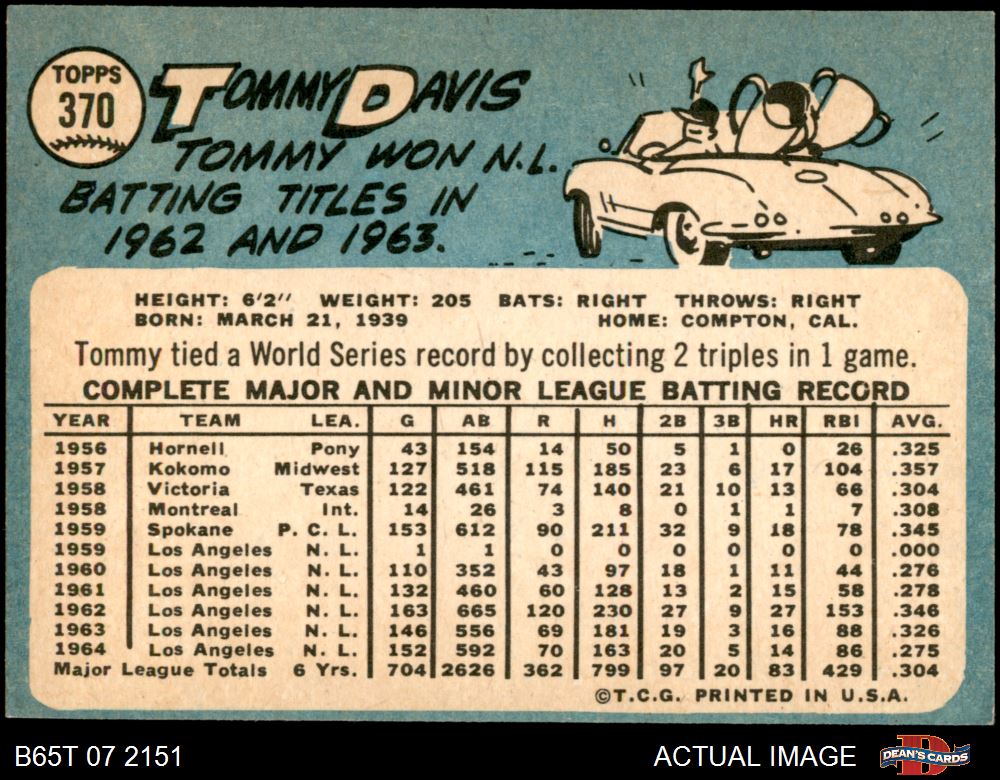 TOPPS
370
TOMMY DAVIS
TOMMY WON N.L.
BATTING TITLES IN
1962 AND 1963.
HEIGHT: 6'2" WEIGHT: 205 BATS: RIGHT THROWS: RIGHT
BORN: MARCH 21, 1939 HOME: COMPTON, CAL.
Tommy tied a World Series record by collecting 2 triples in 1 game.
COMPLETE MAJOR AND MINOR LEAGUE BATTING RECORD
YEAR TEAM LEA. G AB R H 2B 3B HR RBI AVG.
1956 Hornell Pony 43 154 14 50 5 1 0 26 .325
1957 Kokomo Midwest 127 518 115 185 23 6 17 104 .357
1958 Victoria Texas 122 461 74 140 21 10 13 66 .304
1958 Montreal Int. 14 26 3 8 0 1 1 7 .308
1959 Spokane P. C. L. 153 612 90 211 32 9 18 78 .345
1959 Los Angeles N. L. 1 1 0 0 0 0 0 0 .000
1960 Los Angeles N. L. 110 352 43 97 18 1 11 44 .276
1961 Los Angeles N. L. 132 460 60 128 13 2 15 58 .278
1962 Los Angeles N. L. 163 665 120 230 27 9 27 153 .346
1963 Los Angeles N. L. 146 556 69 181 19 3 16 88 .326
1964 Los Angeles N. L. 152 592 70 163 20 5 14 86 .275
Major League Totals 6 Yrs. 704 2626 362 799 97 20 83 429 .304
©T.C.G. PRINTED IN U.S.A.
B65T 07 2151 ACTUAL IMAGE DEAN'S CARDS